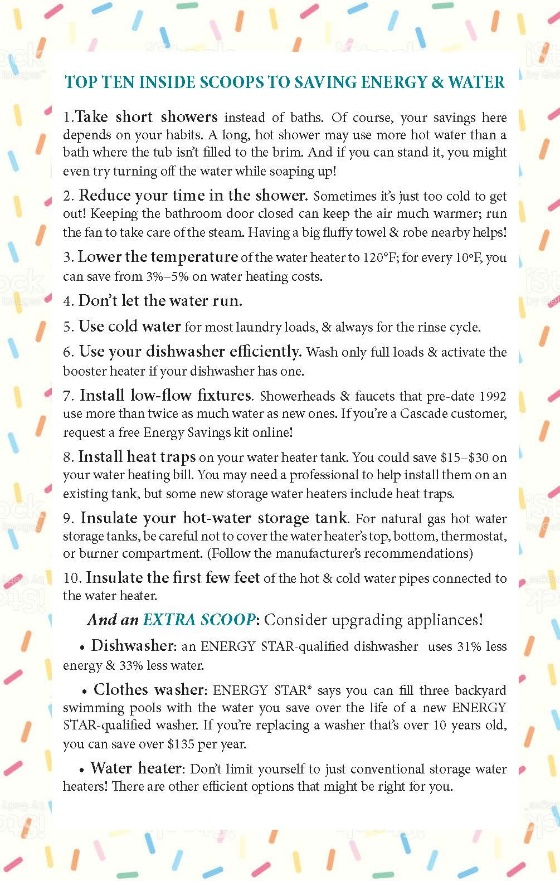 TOP TEN INSIDE SCOOPS TO SAVING ENERGY & WATER
1.Take short showers instead of baths. Of course, your savings here
depends on your habits. A long, hot shower may use more hot water than a
bath where the tub isn't filled to the brim. And if you can stand it, you might
even try turning off the water while soaping up!
2. Reduce your time in the shower. Sometimes it's just too cold to get
out! Keeping the bathroom door closed can keep the air much warmer; run
the fan to take care of the steam. Having a big fluffy towel & robe nearby helps!
3. Lower the temperature of the water heater to 120°F; for every 10ºF, you
can save from 3%–5% on water heating costs.
4. Don't let the water run.
5. Use cold water for most laundry loads, & always for the rinse cycle.
6. Use your dishwasher efficiently. Wash only full loads & activate the
booster heater if your dishwasher has one.
7. Install low-flow fixtures. Showerheads & faucets that pre-date 1992
use more than twice as much water as new ones. If you're a Cascade customer,
request a free Energy Savings kit online!
8. Install heat traps on your water heater tank. You could save $15–$30 on
your water heating bill. You may need a professional to help install them on an
existing tank, but some new storage water heaters include heat traps.
9. Insulate your hot-water storage tank. For natural gas hot water
storage tanks, be careful not to cover the water heater's top, bottom, thermostat,
or burner compartment. (Follow the manufacturer's recommendations)
10. Insulate the first few feet of the hot & cold water pipes connected to
the water heater.
And an EXTRA SCOOP: Consider upgrading appliances!
• Dishwasher: an ENERGY STAR-qualified dishwasher uses 31% less
energy & 33% less water.
• Clothes washer: ENERGY STAR® says you can fill three backyard
swimming pools with the water you save over the life of a new ENERGY
STAR-qualified washer. If you're replacing a washer that's over 10 years old,
you can save over $135 per year.
• Water heater: Don't limit yourself to just conventional storage water
heaters! There are other efficient options that might be right for you.